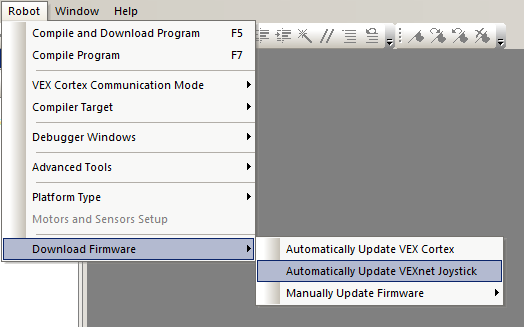 Robot Window Help
Compile and Download Program F5
Compile Program F7
VEX Cortex Communication Mode
Compiler Target
Debugger Windows
Advanced Tools
Platform Type
Motors and Sensors Setup
Download Firmware
Automatically Update VEX Cortex
Automatically Update VEXnet Joystick
Manually Update Firmware